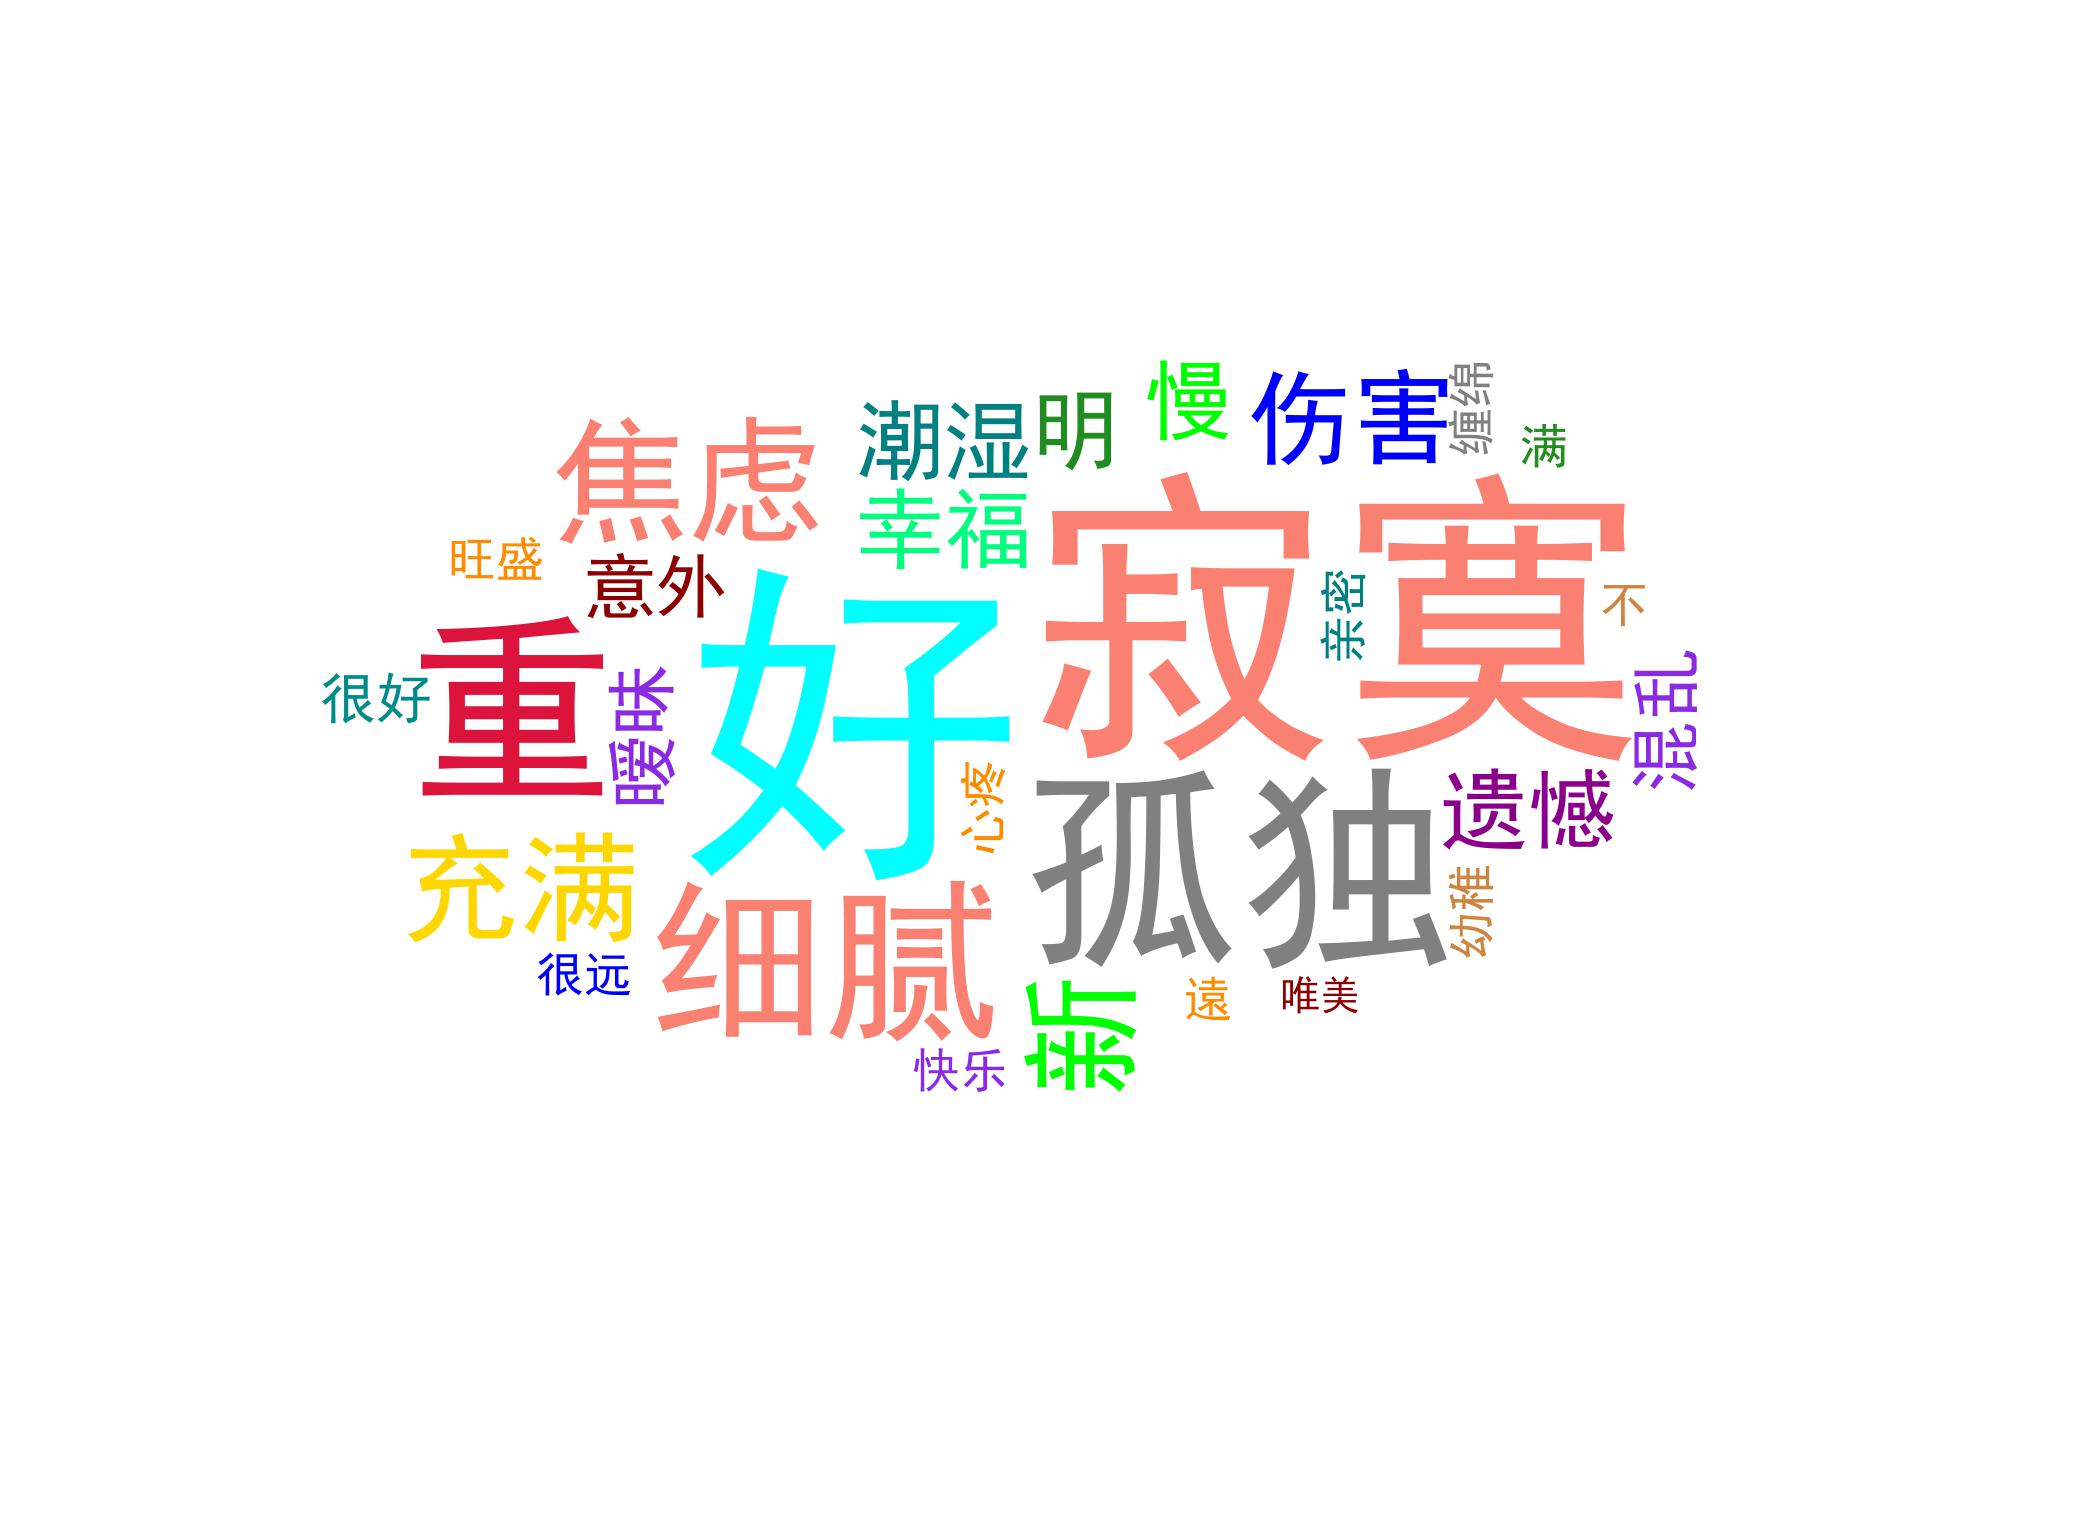 慢
伤害
缠绵
明
潮湿
满
焦虑
幸福
寂寞
旺盛
意外
亲密
不
好
重
暧昧
很好
混乱
心疼
孤独
遗憾
充满
细腻
幼稚
很远
新
遠
唯美
快乐